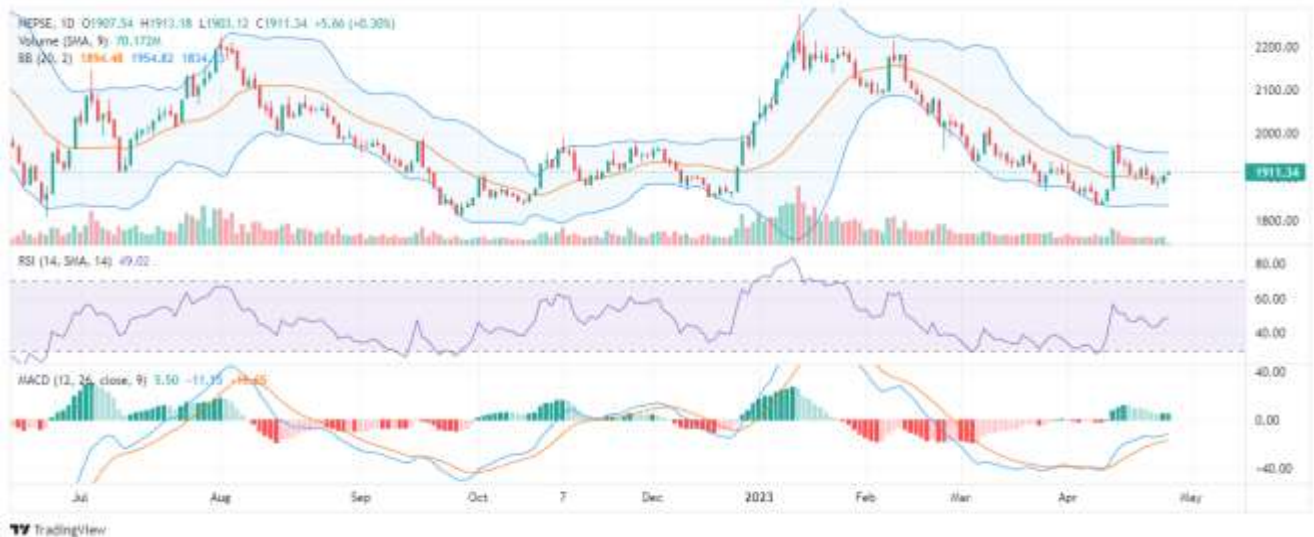 NEPSE, 1D O1907.54 H1913.18 L1903.12 C1911.34 +5.66 (+0.30%)
Volume (SMA, 9) 70.172M
BB (20, 2) 1894.48 1954.82
2200.00
2100.00
2000.00
1911.34
1800.00
RSI (14, SMA, 14) 49.02
80.00
60.00
40.00
MACD (12, 26, close, 9) 5.50 −11.15
40.00
0.00
−40.00
Jul Aug Sep Oct 7 Dec 2023 Feb Mar Apr May
TradingView